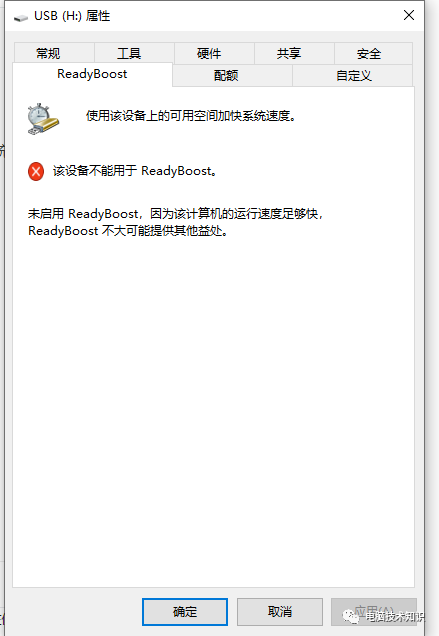 USB (H:) 属性
常规 工具 硬件 共享 安全
ReadyBoost 配额 自定义
使用该设备上的可用空间加快系统速度。
该设备不能用于 ReadyBoost。
未启用 ReadyBoost，因为该计算机的运行速度足够快，
ReadyBoost 不大可能提供其他益处。
确定 取消 应用(A)
电脑技术知识